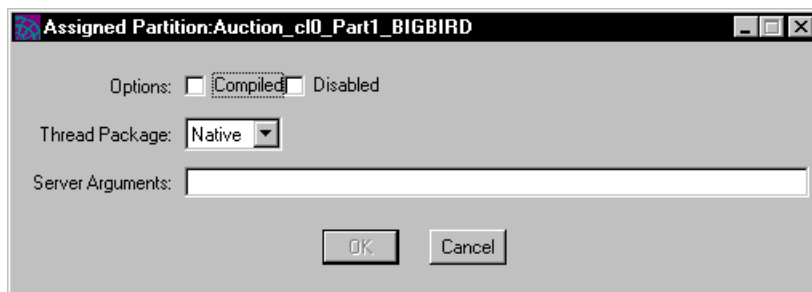 Assigned Partition:Auction_cl0_Part1_BIGBIRD
Options: Compiled Disabled
Thread Package: Native
Server Arguments:
OK Cancel